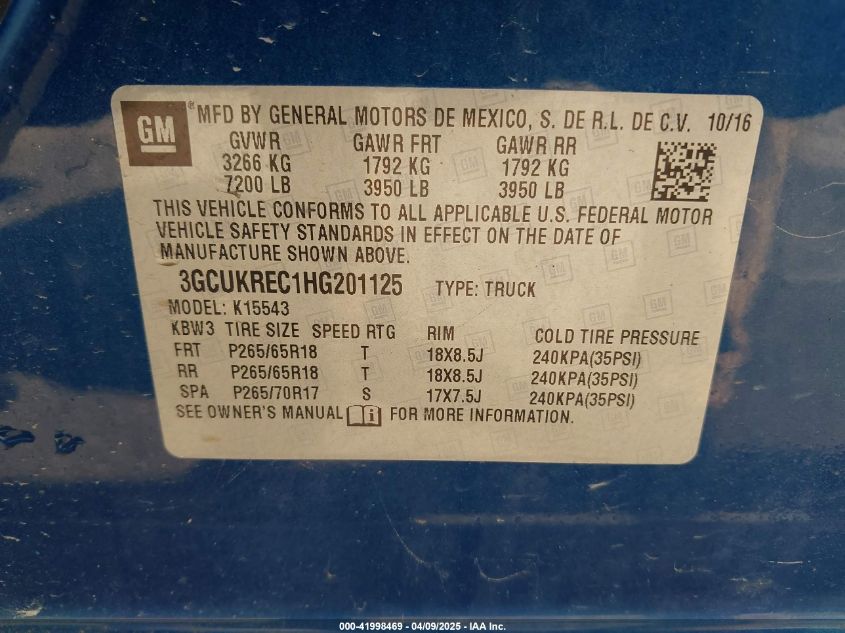 GM ® MFD BY GENERAL MOTORS DE MEXICO, S. DE R.L. DE C.V. 10/16
GVWR GAWR FRT GAWR RR
3266 KG 1792 KG 1792 KG
7200 LB 3950 LB 3950 LB
THIS VEHICLE CONFORMS TO ALL APPLICABLE U.S. FEDERAL MOTOR
VEHICLE SAFETY STANDARDS IN EFFECT ON THE DATE OF
MANUFACTURE SHOWN ABOVE.
3GCUKREC1HG201125 TYPE: TRUCK
MODEL: K15543
KBW3 TIRE SIZE SPEED RTG RIM COLD TIRE PRESSURE
FRT P265/65R18 T 18X8.5J 240KPA(35PSI)
RR P265/65R18 T 18X8.5J 240KPA(35PSI)
SPA P265/70R17 S 17X7.5J 240KPA(35PSI)
SEE OWNER'S MANUAL i FOR MORE INFORMATION.
000-41998469 - 04/09/2025 - IAA Inc.